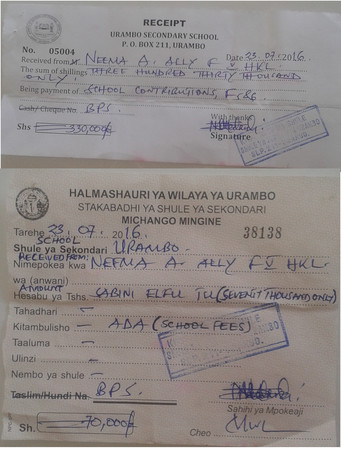 RECEIPT
URAMBO SECONDARY SCHOOL
P. O. BOX 211, URAMBO
No. 05004
Date 23.07.2016
Received from M NEEMA A. ALLY F V HKL.
The sum of shillings THREE HUNDRED THIRTY THOUSAND
ONLY.
Being payment of SCHOOL CONTRIBUTIONS,
Cash/ Cheque No. BPS.
With thanks
Shs 330,000/=
Signature
HALMASHAURI YA WILAYA YA URAMBO
STAKABADHI YA SHULE YA SEKONDARI
MICHANGO MINGINE
Tarehe 23. 07. 2016. 38138
SCHOOL
Shule ya Sekondari URAMBO.
RECEIVED FROM:
Nimepokea kwa NEEMA A. ALLY F V HKL.
wa (anwani)
AMOUNT
Hesabu ya Tshs. SABINI ELFU TU (SEVENTY THOUSAND ONLY)
Tahadhari –
Kitambulisho – ADA (SCHOOL FEES)
Taaluma –
Ulinzi –
Nembo ya shule –
Taslim/Hundi Na BPS.
Sahihi ya Mpokeaji
Sh. 70,000/=
Cheo MWL